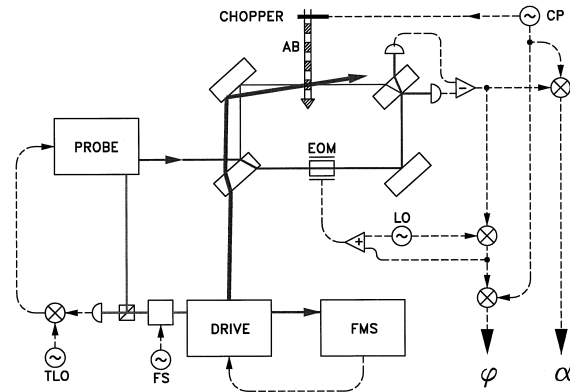 CHOPPER
CP
AB
−
PROBE
EOM
LO
+
DRIVE
FMS
TLO
FS
φ
α